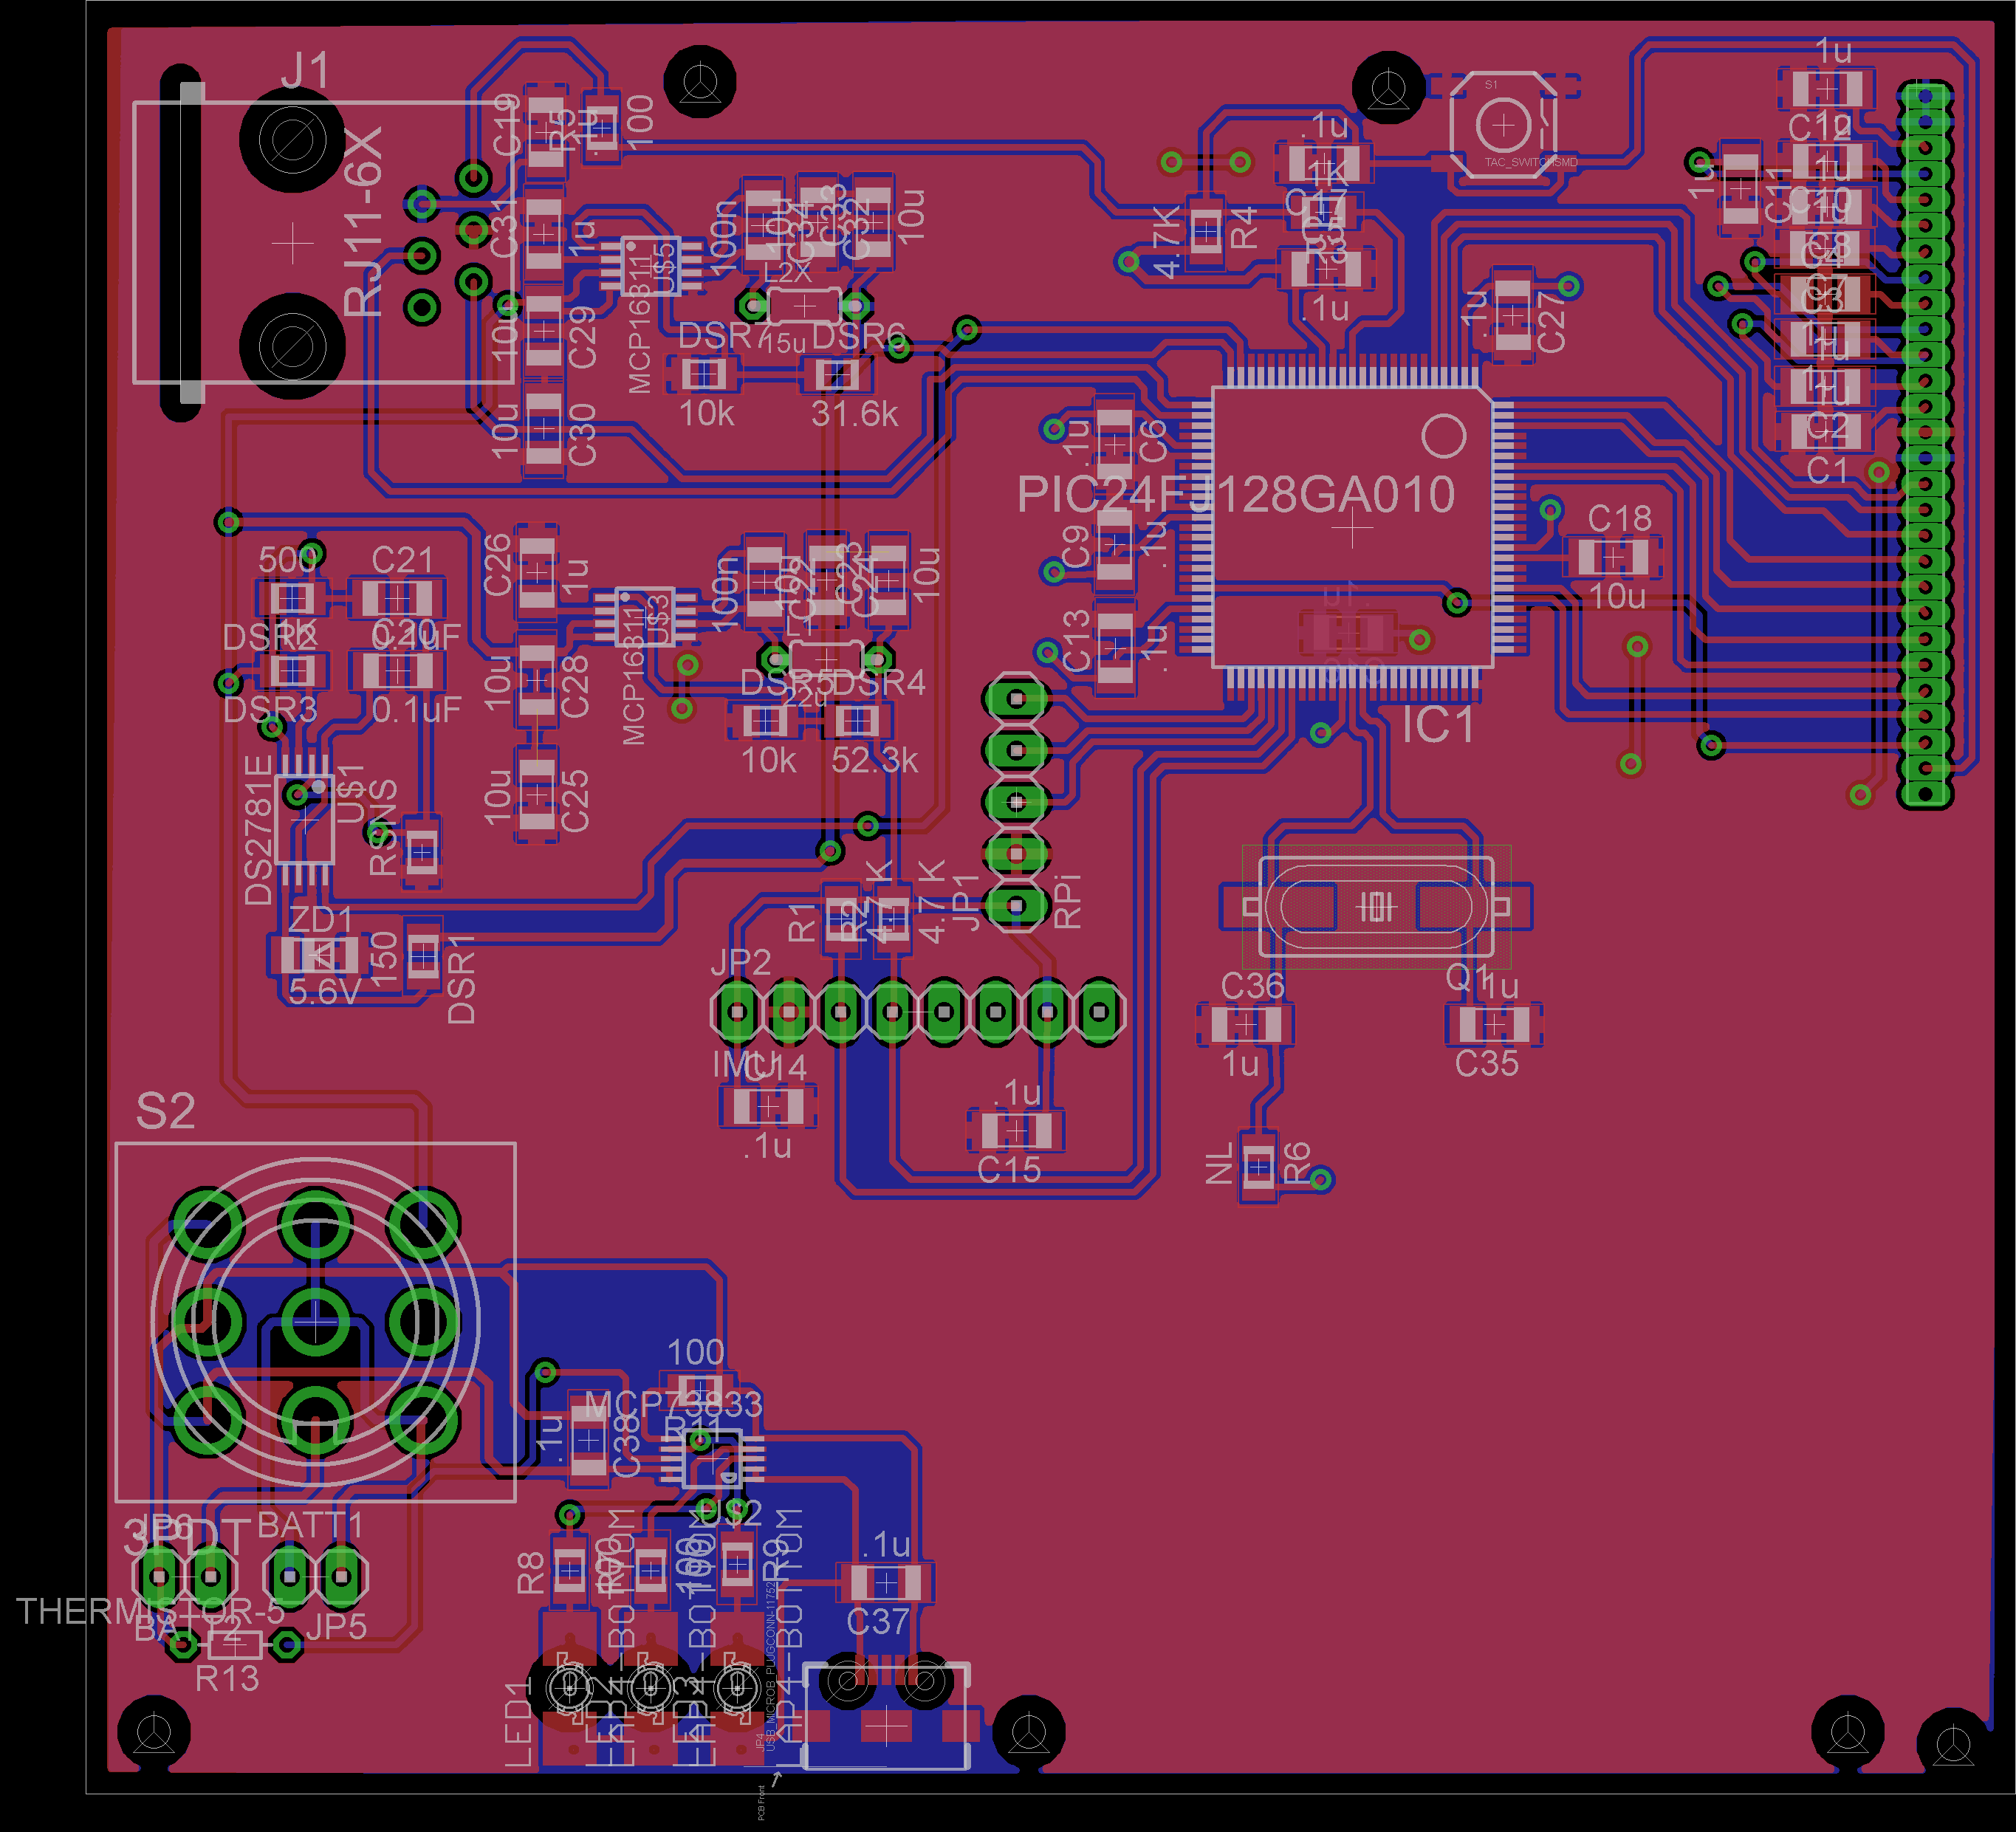 J1
RJ11-6X
C19
R5
.1u
100
C31
1u
MCP16311
U$5
100n
10u
C34
C33
C32
10u
L2X
15u
DSR7
DSR6
10k
31.6k
10u
C29
10u
C30
4.7K
R4
.1u
1K
C17
C5
R3
.1u
S1
TAC_SWITCHSMD
.1u
C27
.1u
C12
1u
C11
C10
C8
C4
C3
1u
1u
C2
C1
.1u
C6
PIC24FJ128GA010
C9
.1u
C13
.1u
IC1
C18
10u
500
C21
DSR2
1K
C20
0.1uF
DSR3
0.1uF
C26
1u
MCP16311
U$3
100n
10u
C22
C23
C24
10u
L1
22u
DSR5
DSR4
10k
52.3k
10u
C28
10u
C25
DS2781E
U$1
RSNS
ZD1
5.6V
150
DSR1
R1
R2
4.7K
4.7K
JP1
RPi
JP2
IMU
C14
.1u
.1u
C15
Q1
C36
1u
1u
C35
NL
R6
S2
3PDT
JP6
BATT1
THERMISTOR-5
BATT2
JP5
R13
100
MCP73833
R11
.1u
C38
U$2
R8
100
100
R9
.1u
C37
LED1
LED2-BOTTOM
LED3-BOTTOM
LED4-BOTTOM
JP4
USB_MICROB_PLUGCONN-11752
PCB Front